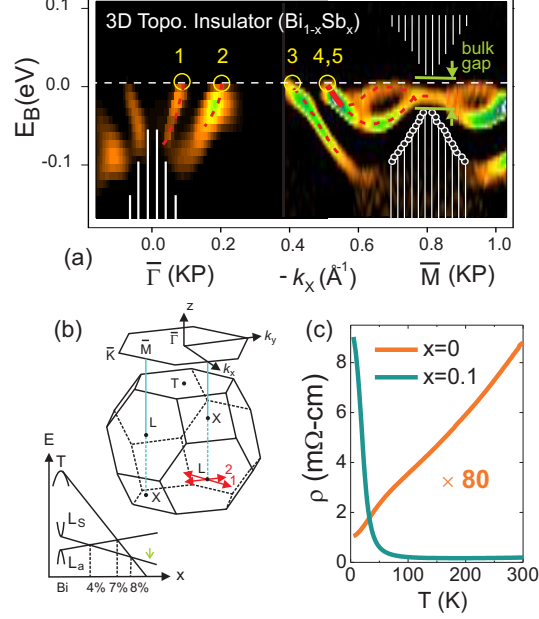 3D Topo. Insulator (Bi1-xSbx)
1
2
3
4,5
bulk
gap
0.0
-0.1
EB(eV)
0.0
0.2
0.4
0.6
0.8
1.0
(a)
Γ̅ (KP)
- kx (Å-1)
M̅ (KP)
(b)
z
Γ̅
ky
kx
K̅
M̅
T
X
L
L
2
1
X
E
T
LS
La
x
Bi
4%
7%
8%
(c)
x=0
x=0.1
× 80
8
6
4
2
0
ρ (mΩ-cm)
0
100
200
300
T (K)